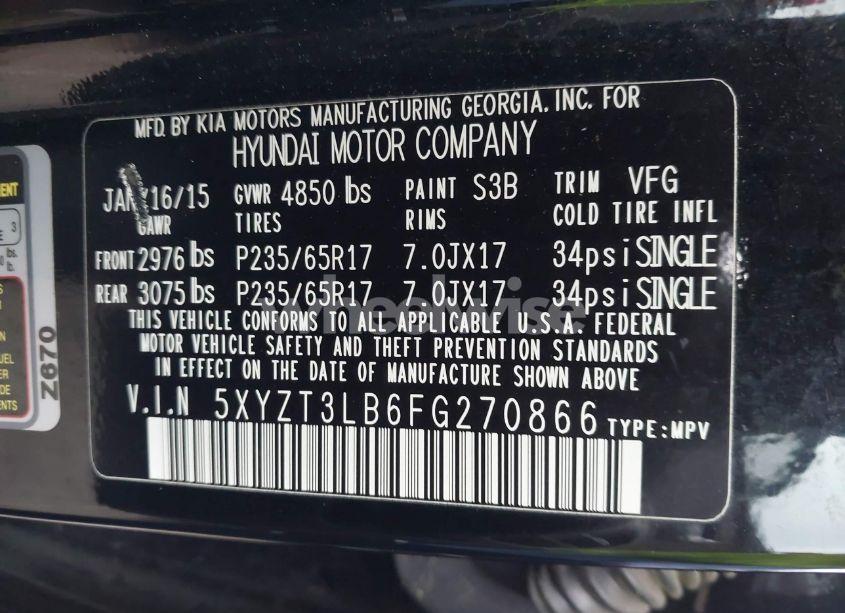 MFD. BY KIA MOTORS MANUFACTURING GEORGIA, INC. FOR
HYUNDAI MOTOR COMPANY
JAN/16/15 GVWR 4850 lbs PAINT S3B TRIM VFG
GAWR TIRES RIMS COLD TIRE INFL
FRONT 2976 lbs P235/65R17 7.0JX17 34psi SINGLE
REAR 3075 lbs P235/65R17 7.0JX17 34psi SINGLE
THIS VEHICLE CONFORMS TO ALL APPLICABLE U.S.A. FEDERAL
MOTOR VEHICLE SAFETY AND THEFT PREVENTION STANDARDS
IN EFFECT ON THE DATE OF MANUFACTURE SHOWN ABOVE
V.I.N 5XYZT3LB6FG270866 TYPE:MPV
Z670
wheelwise